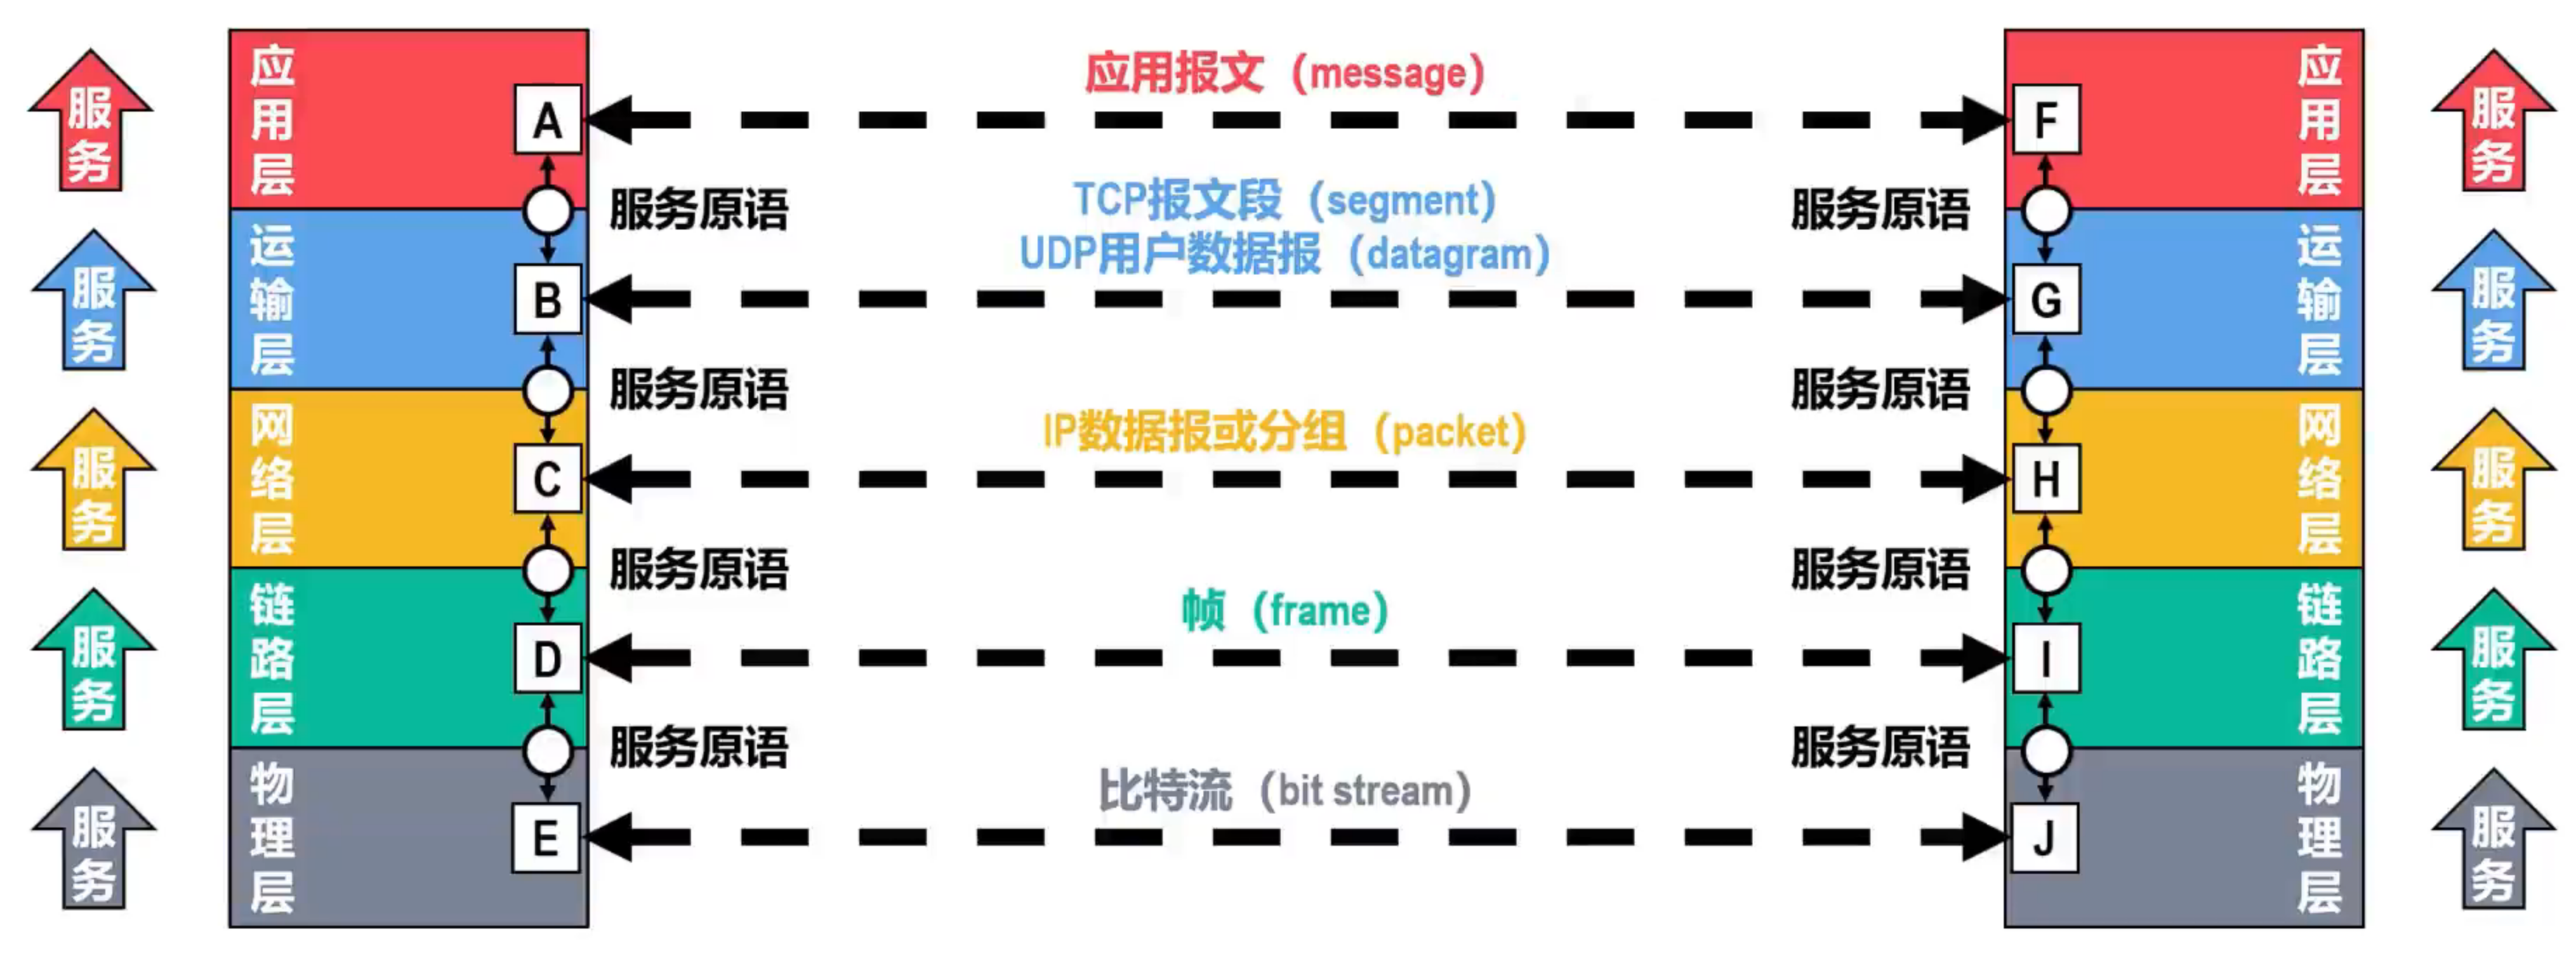 应用层
服务
A
应用报文（message）
F
应用层
服务
服务原语
服务原语
运输层
服务
B
TCP报文段（segment）
UDP用户数据报（datagram）
G
运输层
服务
服务原语
服务原语
网络层
服务
C
IP数据报或分组（packet）
H
网络层
服务
服务原语
服务原语
链路层
服务
D
帧（frame）
I
链路层
服务
服务原语
服务原语
物理层
服务
E
比特流（bit stream）
J
物理层
服务